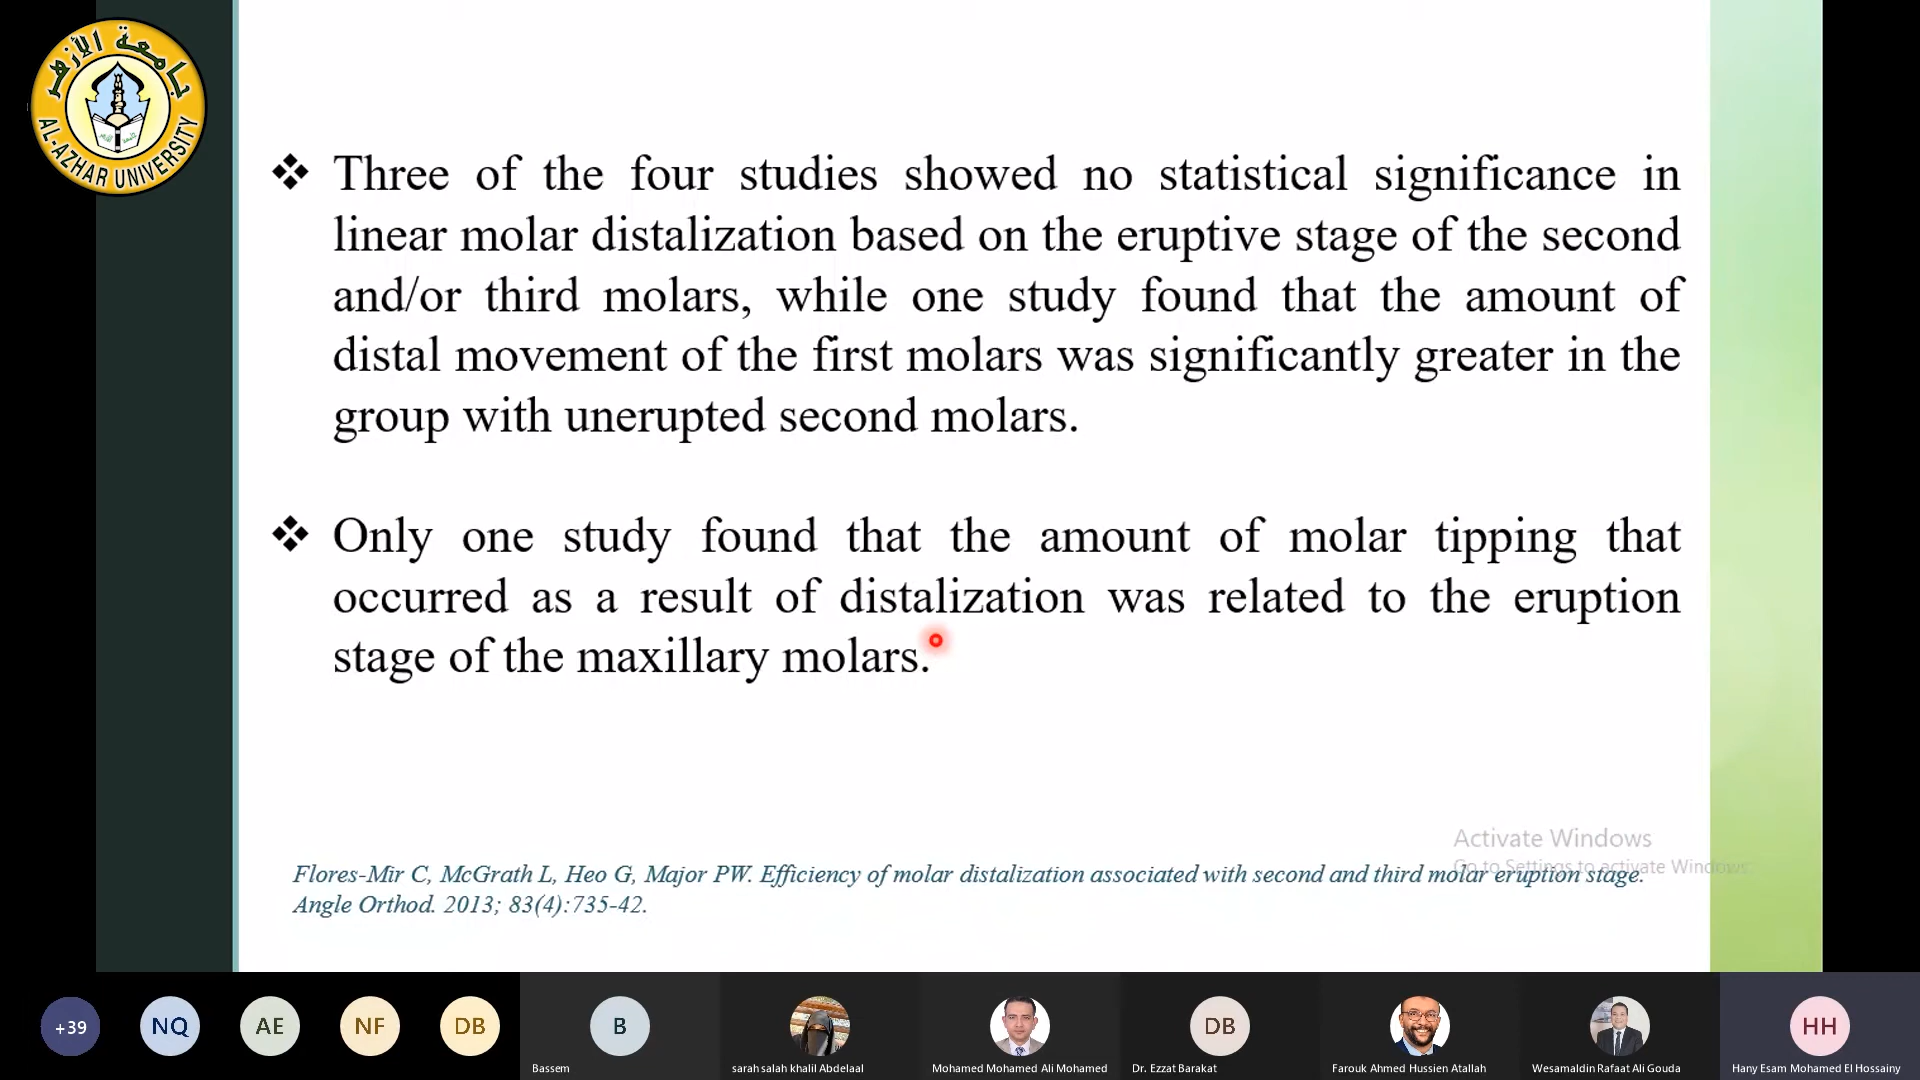 جامعة الأزهر
AL-AZHAR UNIVERSITY
❖ Three of the four studies showed no statistical significance in
linear molar distalization based on the eruptive stage of the second
and/or third molars, while one study found that the amount of
distal movement of the first molars was significantly greater in the
group with unerupted second molars.
❖ Only one study found that the amount of molar tipping that
occurred as a result of distalization was related to the eruption
stage of the maxillary molars.
Activate Windows
Go to Settings to activate Windows.
Flores-Mir C, McGrath L, Heo G, Major PW. Efficiency of molar distalization associated with second and third molar eruption stage.
Angle Orthod. 2013; 83(4):735-42.
+39
NQ
AE
NF
DB
B
DB
HH
Bassem
sarah salah khalil Abdelaal
Mohamed Mohamed Ali Mohamed
Dr. Ezzat Barakat
Farouk Ahmed Hussien Atallah
Wesamaldin Rafaat Ali Gouda
Hany Esam Mohamed El Hossainy